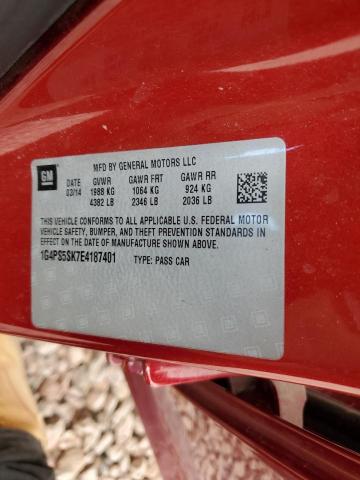 GM
MFD BY GENERAL MOTORS LLC
DATE GVWR GAWR FRT GAWR RR
03/14 1988 KG 1064 KG 924 KG
4382 LB 2346 LB 2036 LB
THIS VEHICLE CONFORMS TO ALL APPLICABLE U.S. FEDERAL MOTOR
VEHICLE SAFETY, BUMPER, AND THEFT PREVENTION STANDARDS IN
EFFECT ON THE DATE OF MANUFACTURE SHOWN ABOVE.
1G4PS5SK7E4187401
TYPE: PASS CAR